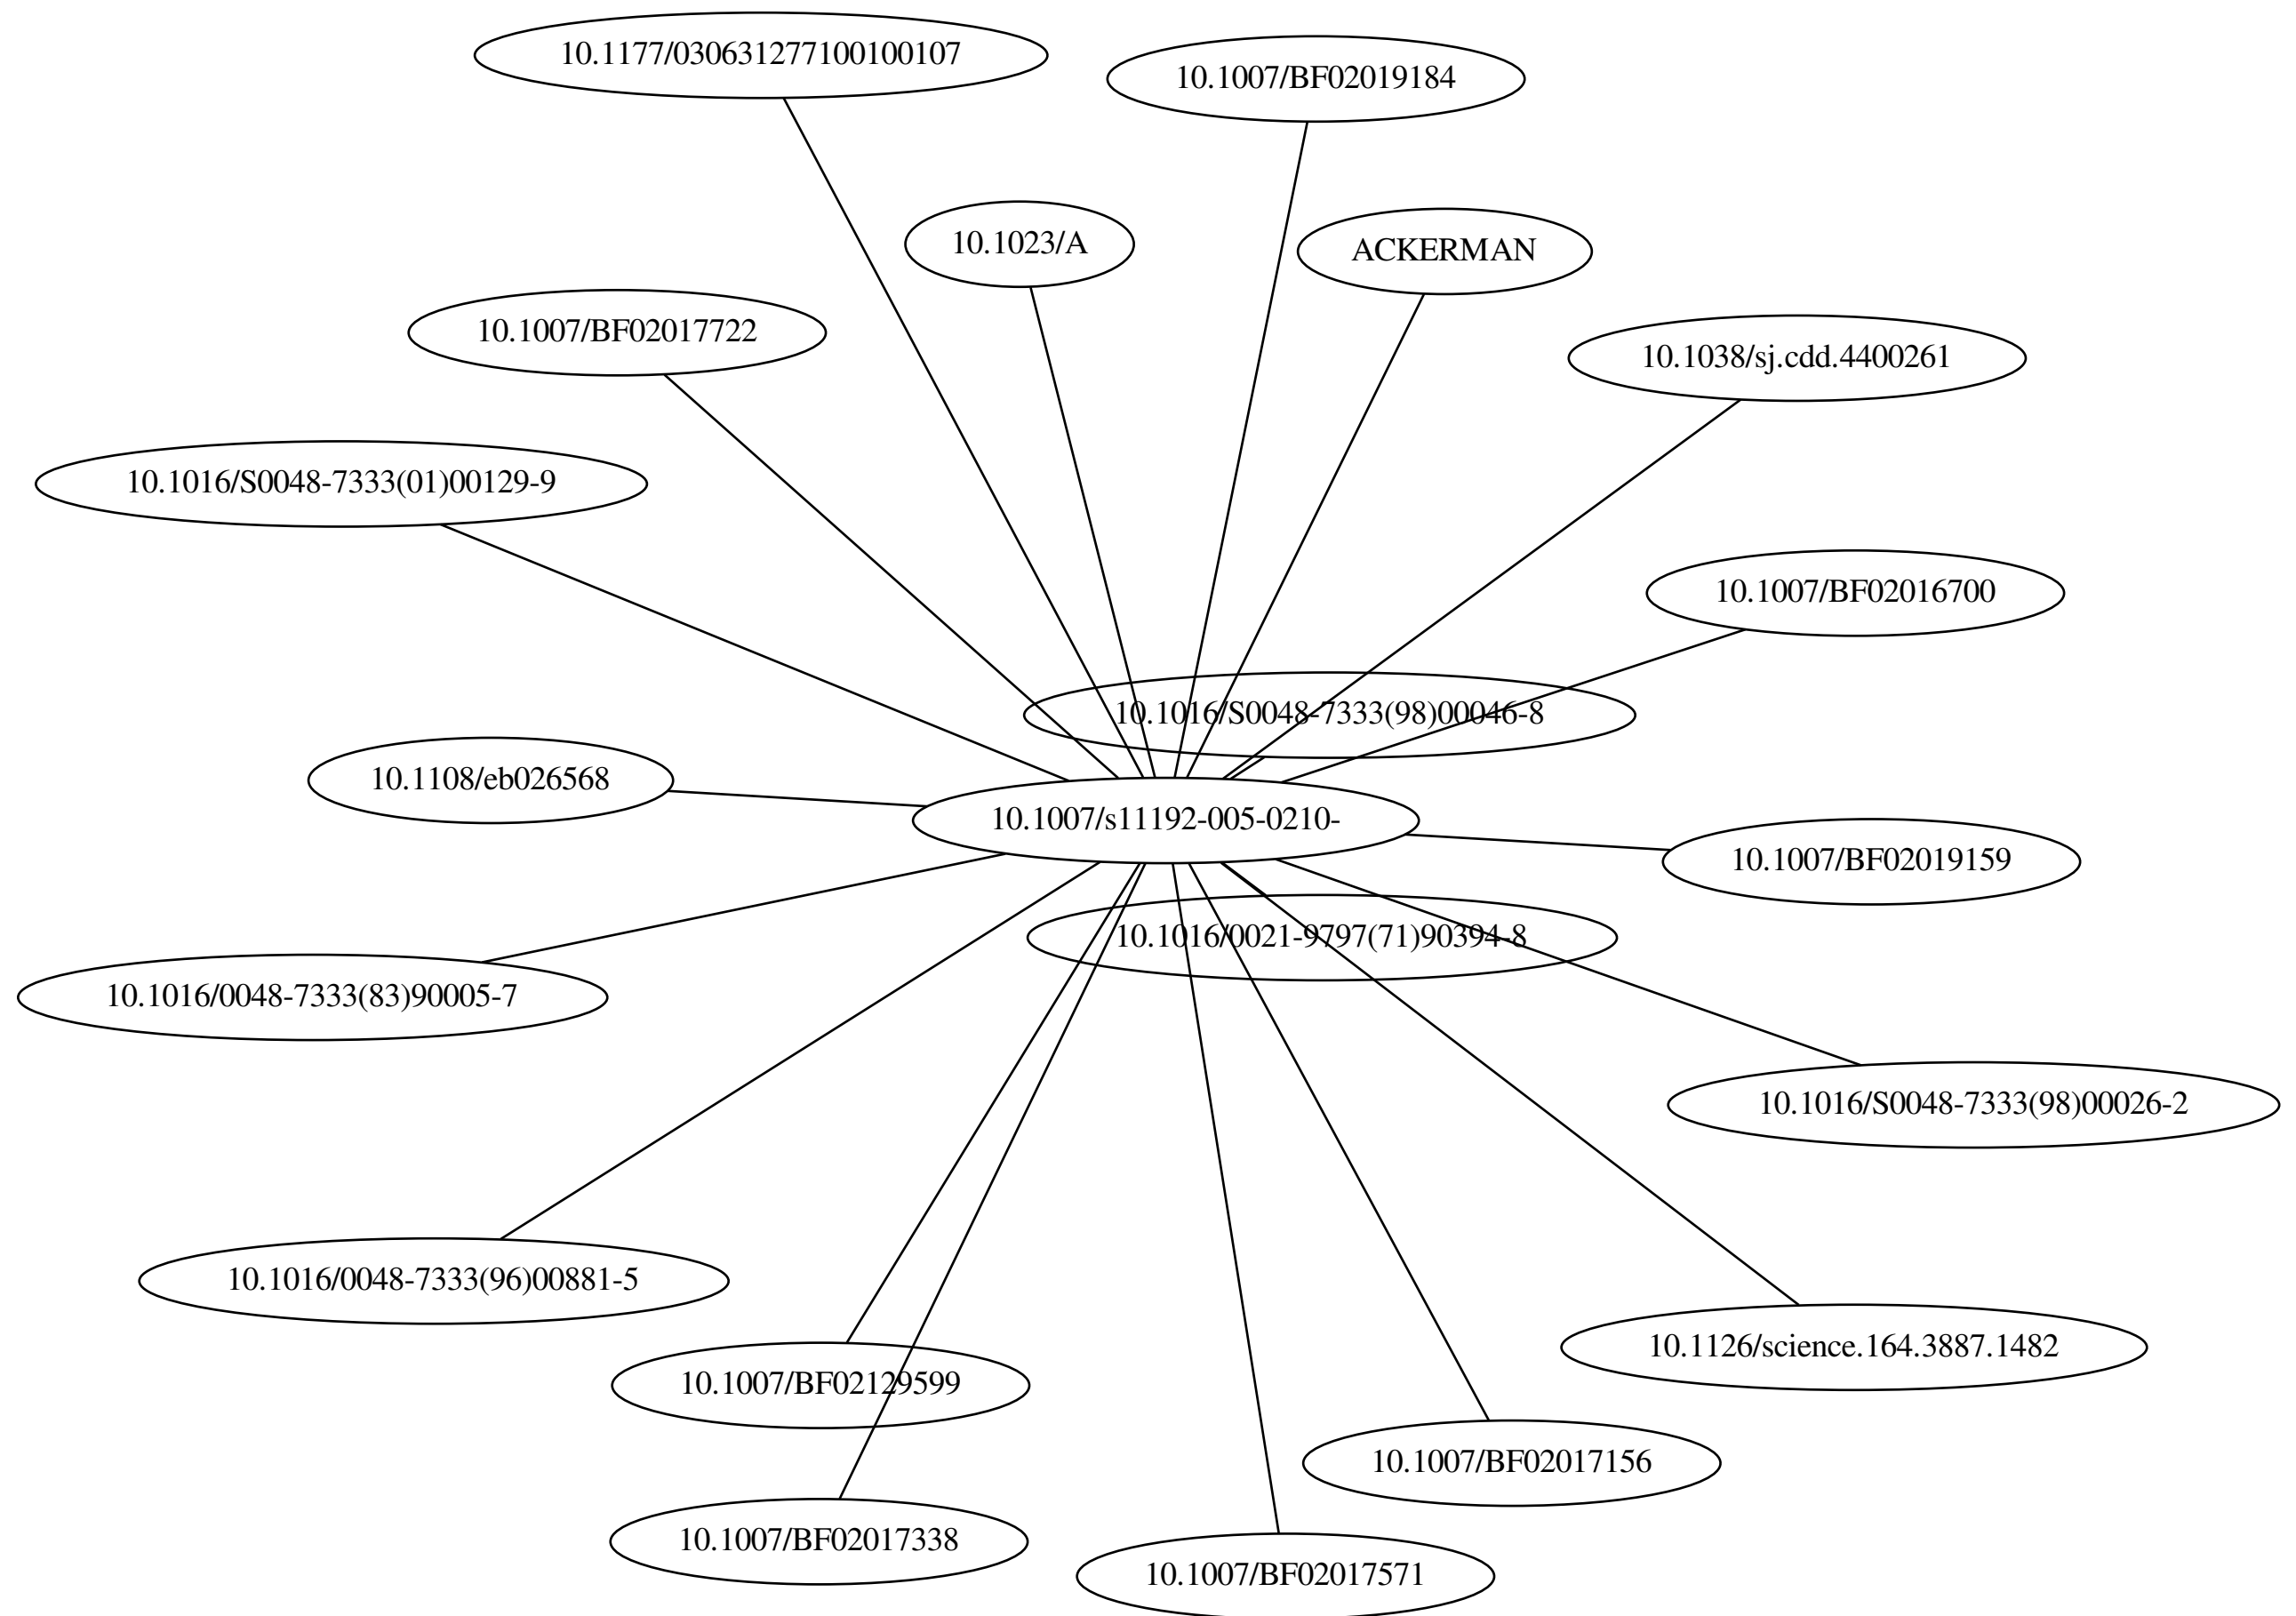 10.1177/030631277100100107
10.1007/BF02019184
10.1023/A
ACKERMAN
10.1007/BF02017722
10.1038/sj.cdd.4400261
10.1016/S0048-7333(01)00129-9
10.1007/BF02016700
10.1016/S0048-7333(98)00046-8
10.1108/eb026568
10.1007/s11192-005-0210-
10.1007/BF02019159
10.1016/0021-9797(71)90394-8
10.1016/0048-7333(83)90005-7
10.1016/S0048-7333(98)00026-2
10.1016/0048-7333(96)00881-5
10.1126/science.164.3887.1482
10.1007/BF02129599
10.1007/BF02017156
10.1007/BF02017338
10.1007/BF02017571